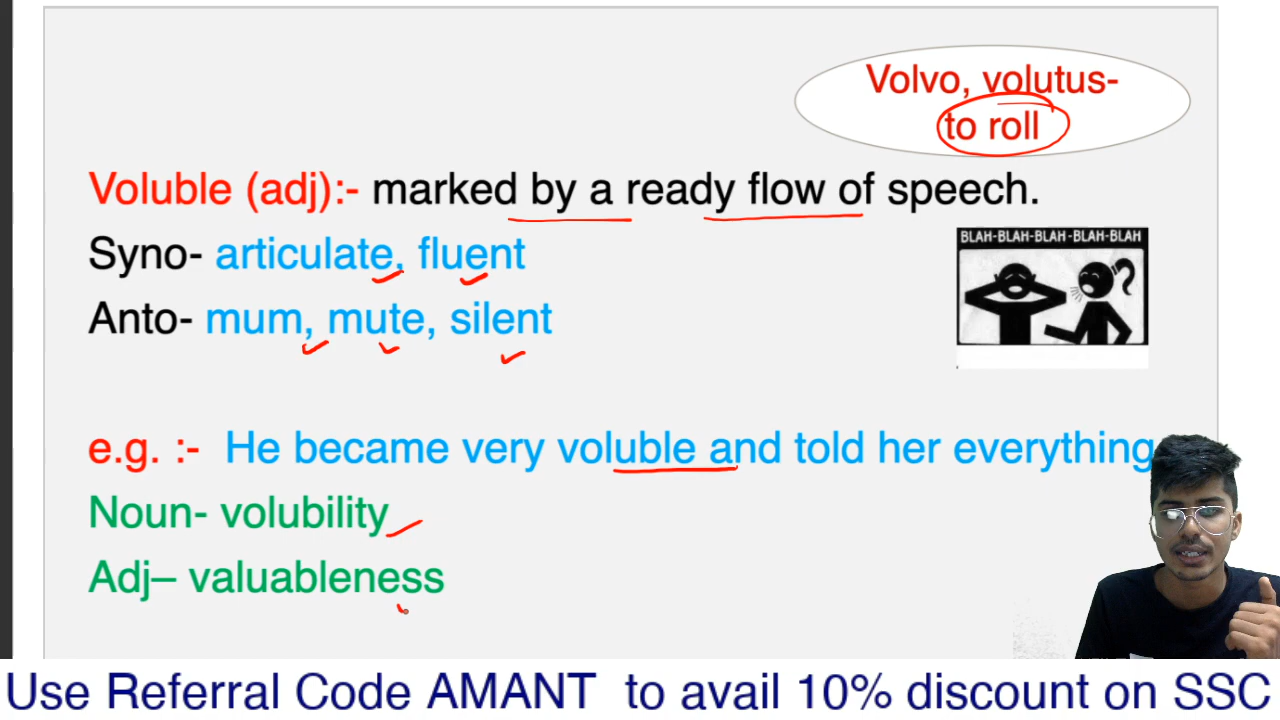 Volvo, volutus-
to roll
Voluble (adj):- marked by a ready flow of speech.
Syno- articulate, fluent
BLAH-BLAH-BLAH-BLAH-BLAH
Anto- mum, mute, silent
e.g. :- He became very voluble and told her everything
Noun- volubility
Adj– valuableness
Use Referral Code AMANT to avail 10% discount on SSC